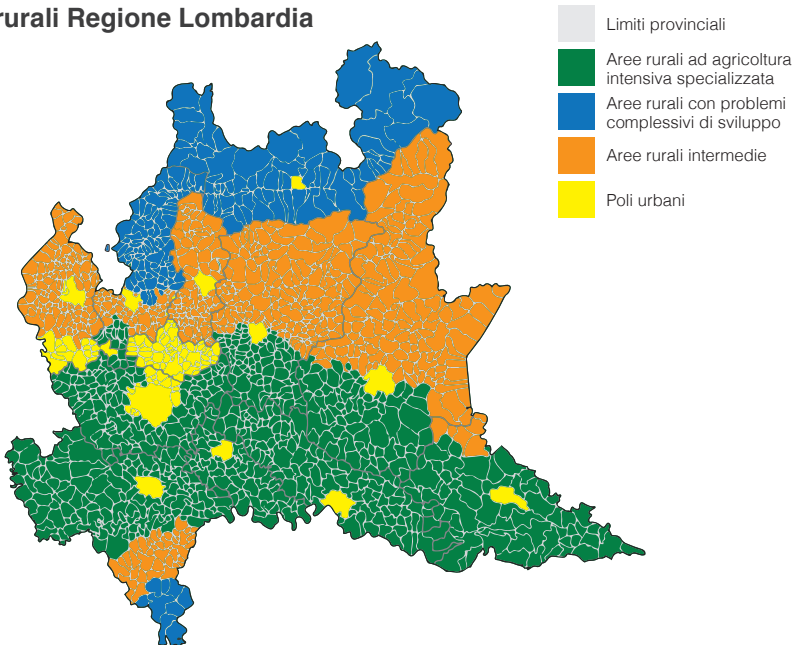 rurali Regione Lombardia
Limiti provinciali
Aree rurali ad agricoltura
intensiva specializzata
Aree rurali con problemi
complessivi di sviluppo
Aree rurali intermedie
Poli urbani